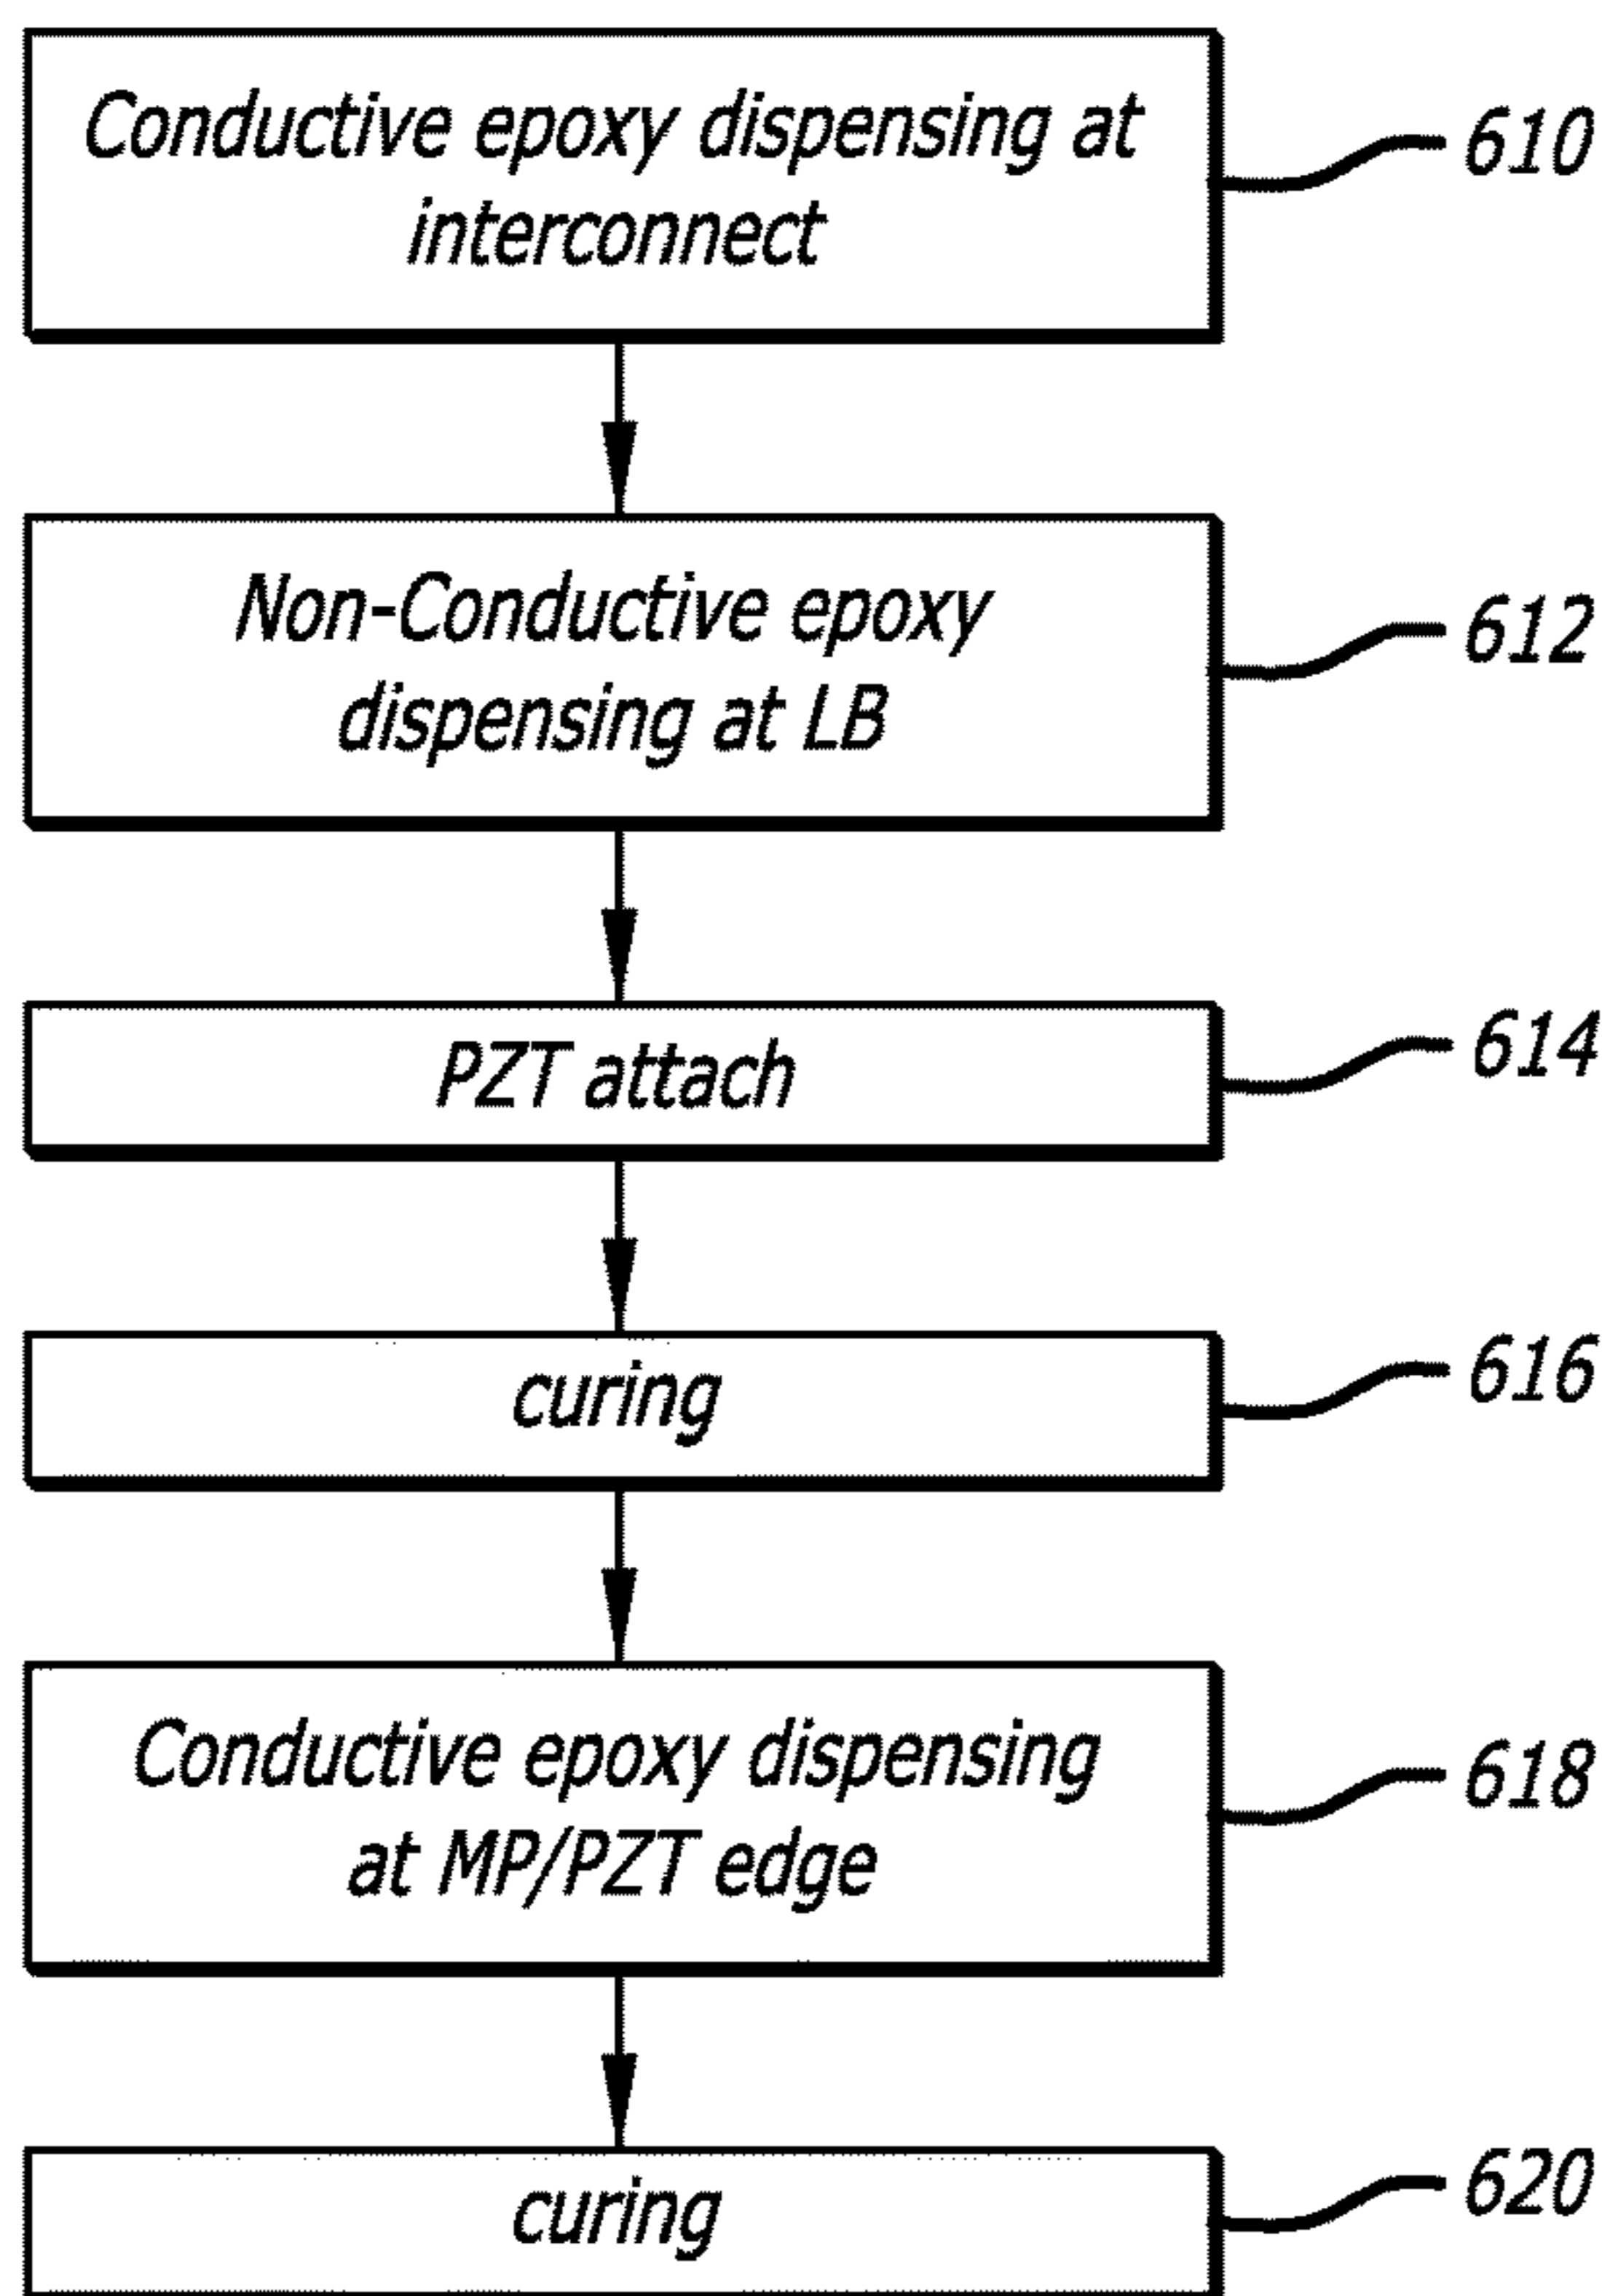 Conductive epoxy dispensing at
interconnect
610
Non-Conductive epoxy
dispensing at LB
612
PZT attach
614
curing
616
Conductive epoxy dispensing
at MP/PZT edge
618
curing
620